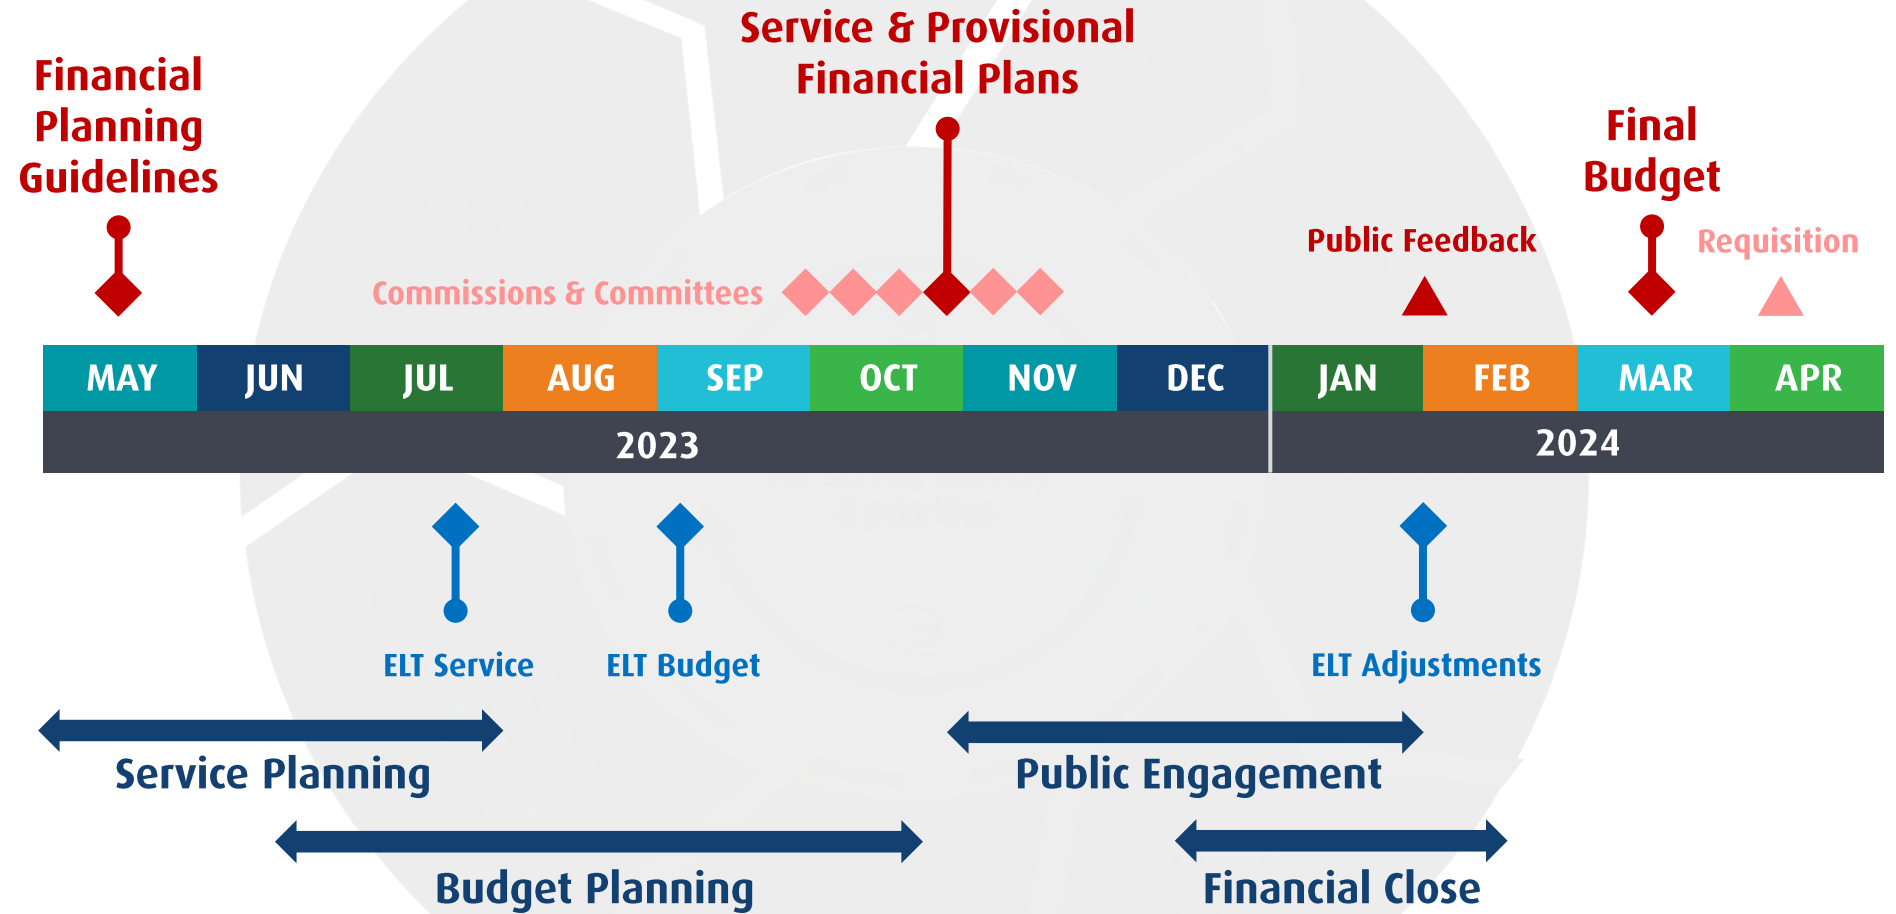 Service & Provisional
Financial Plans
Financial
Planning
Guidelines
Final
Budget
Public Feedback
Requisition
Commissions & Committees
MAY JUN JUL AUG SEP OCT NOV DEC JAN FEB MAR APR
2023 2024
ELT Service ELT Budget ELT Adjustments
Service Planning Public Engagement
Budget Planning Financial Close